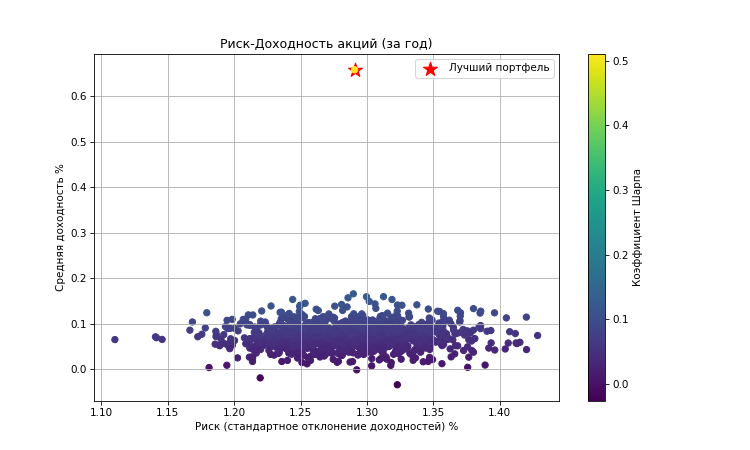 Риск-Доходность акций (за год)
Лучший портфель
Средняя доходность %
0.6
0.5
0.4
0.3
0.2
0.1
0.0
1.10 1.15 1.20 1.25 1.30 1.35 1.40
Риск (стандартное отклонение доходностей) %
0.5
0.4
0.3
0.2
0.1
0.0
Коэффициент Шарпа